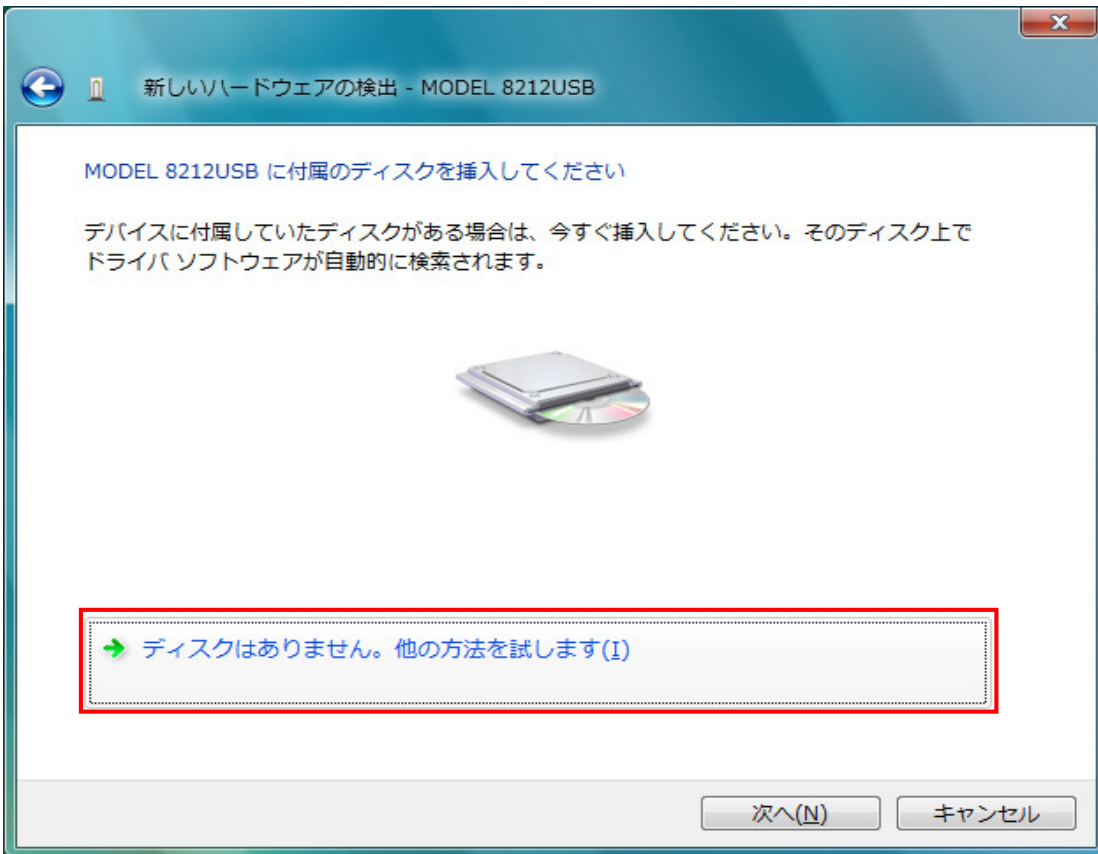 新しいハードウェアの検出 - MODEL 8212USB
MODEL 8212USB に付属のディスクを挿入してください
デバイスに付属していたディスクがある場合は、今すぐ挿入してください。そのディスク上で
ドライバ ソフトウェアが自動的に検索されます。
ディスクはありません。他の方法を試します(I)
次へ(N)
キャンセル